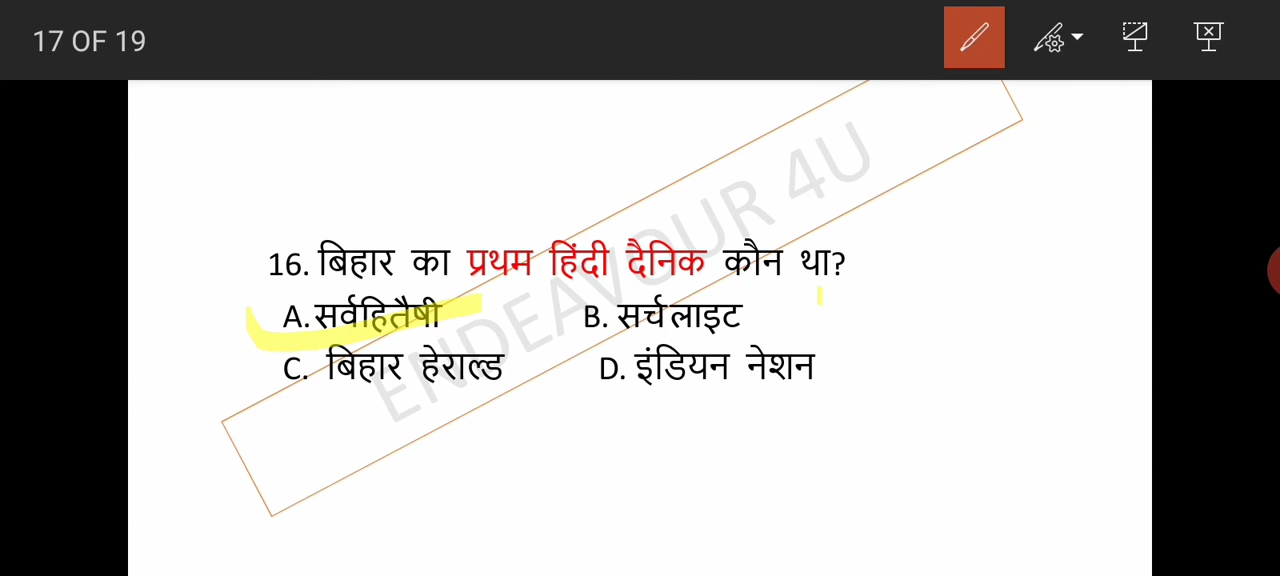 17 OF 19
ENDEAVOUR 4U
16. बिहार का प्रथम हिंदी दैनिक कौन था?
A. सर्वहितैषी B. सर्चलाइट
C. बिहार हेराल्ड D. इंडियन नेशन